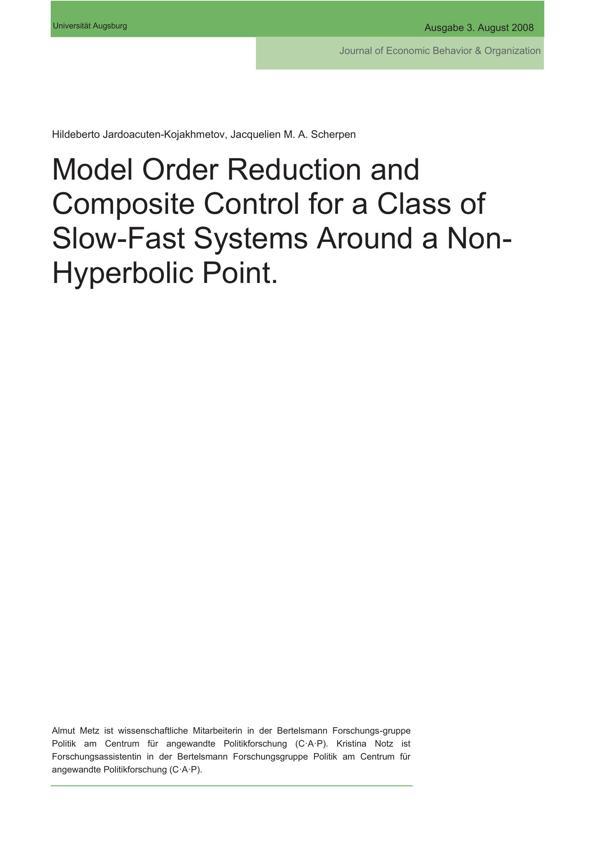 Universität Augsburg
Ausgabe 3. August 2008
Journal of Economic Behavior & Organization
Hildeberto Jardoacuten-Kojakhmetov, Jacquelien M. A. Scherpen
Model Order Reduction and
Composite Control for a Class of
Slow-Fast Systems Around a Non-
Hyperbolic Point.
Almut Metz ist wissenschaftliche Mitarbeiterin in der Bertelsmann Forschungs-gruppe
Politik am Centrum für angewandte Politikforschung (C·A·P). Kristina Notz ist
Forschungsassistentin in der Bertelsmann Forschungsgruppe Politik am Centrum für
angewandte Politikforschung (C·A·P).